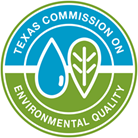 TEXAS COMMISSION ON
ENVIRONMENTAL QUALITY